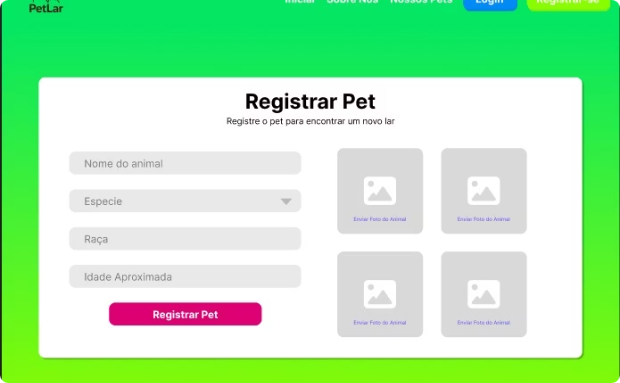 PetLar
Inicial Sobre Nós Nossos Pets Login Registrar-se
Registrar Pet
Registre o pet para encontrar um novo lar
Nome do animal
Especie
Raça
Idade Aproximada
Registrar Pet
Enviar Foto do Animal
Enviar Foto do Animal
Enviar Foto do Animal
Enviar Foto do Animal